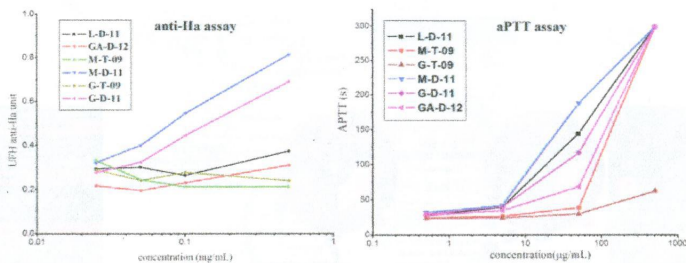 anti-IIa assay
L-D-11
GA-D-12
M-T-09
M-D-11
G-T-09
G-D-11
UFH anti-IIa unit
1.0
0.8
0.6
0.4
0.2
0.0
0.01
0.1
1
concentration (mg/mL)
aPTT assay
L-D-11
M-T-09
G-T-09
M-D-11
G-D-11
GA-D-12
APTT (s)
300
250
200
150
100
50
0
0.1
1
10
100
1000
concentration(μg/mL)